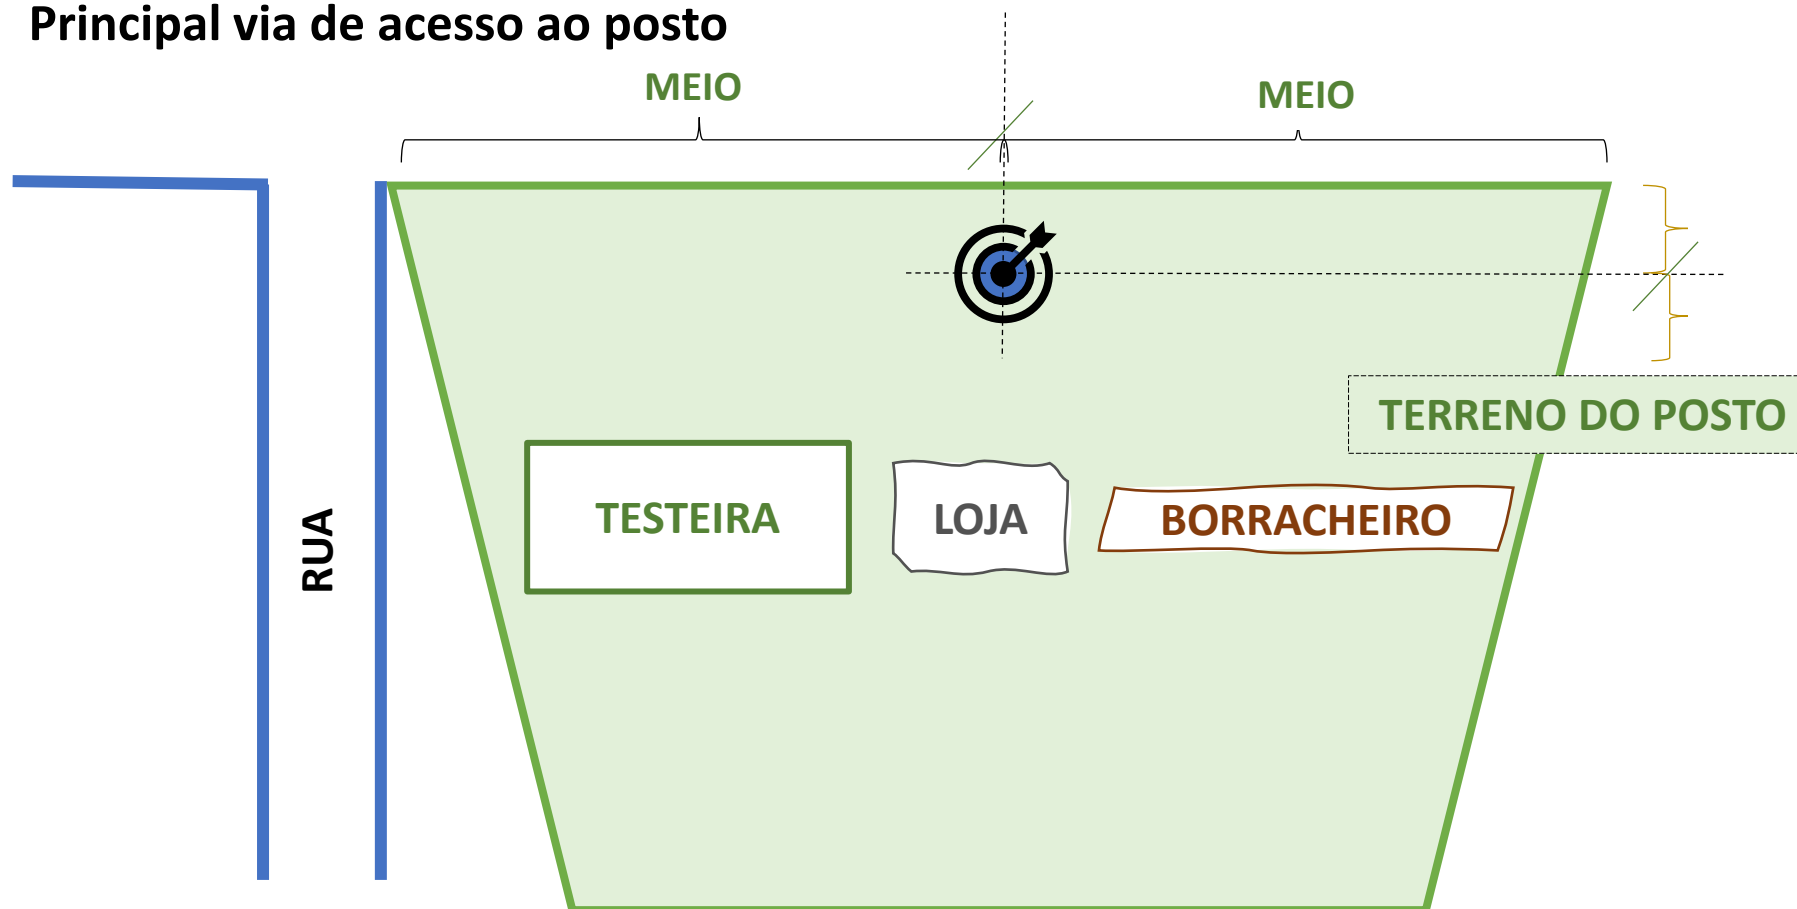 Principal via de acesso ao posto
MEIO
MEIO
TERRENO DO POSTO
RUA
TESTEIRA
LOJA
BORRACHEIRO